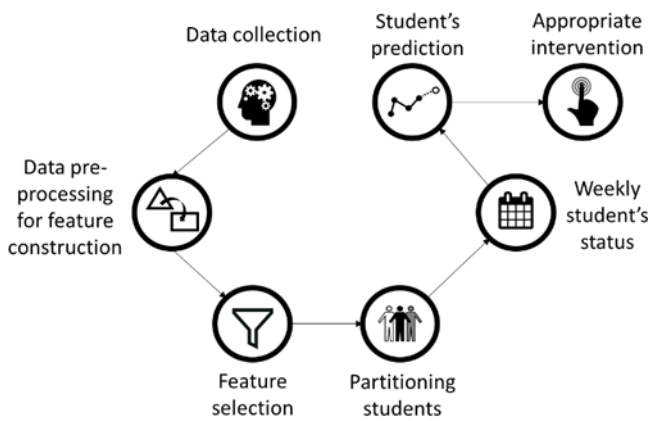 Data collection
Data pre-
processing
for feature
construction
Feature
selection
Partitioning
students
Weekly
student's
status
Student's
prediction
Appropriate
intervention